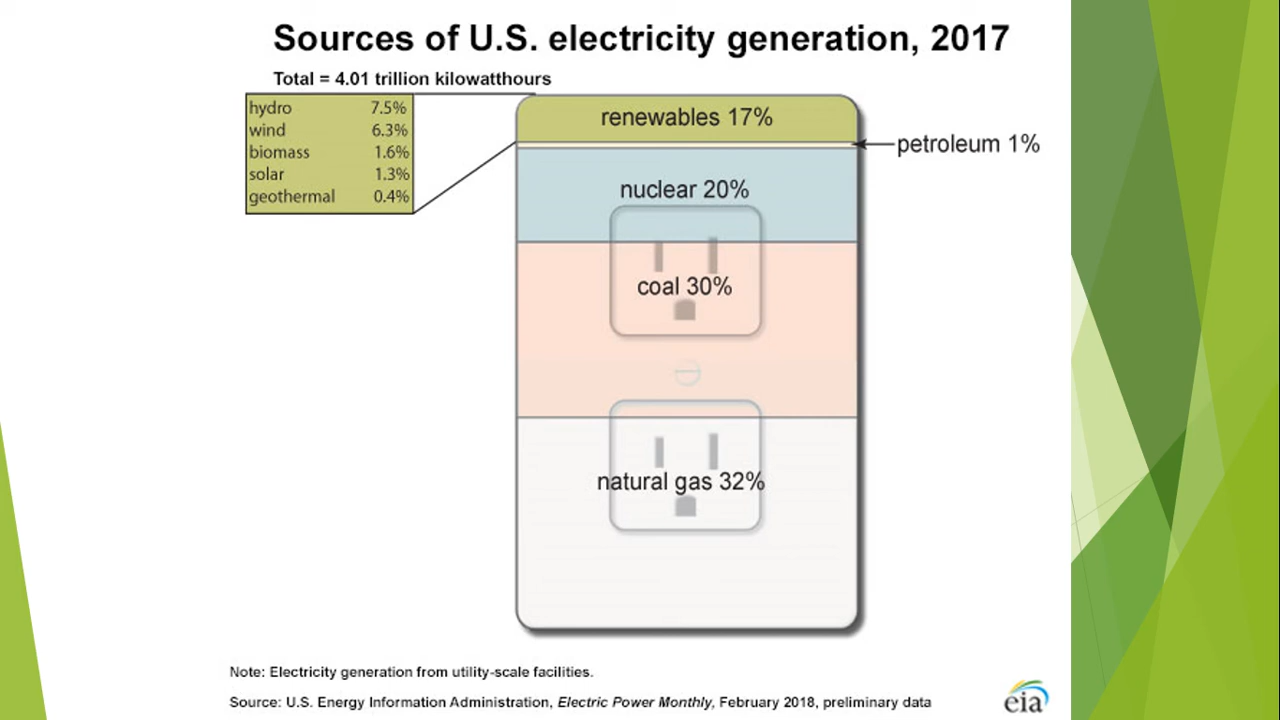 Sources of U.S. electricity generation, 2017
Total = 4.01 trillion kilowatthours
hydro 7.5%
wind 6.3%
biomass 1.6%
solar 1.3%
geothermal 0.4%
renewables 17%
petroleum 1%
nuclear 20%
coal 30%
natural gas 32%
Note: Electricity generation from utility-scale facilities.
Source: U.S. Energy Information Administration, Electric Power Monthly, February 2018, preliminary data
eia